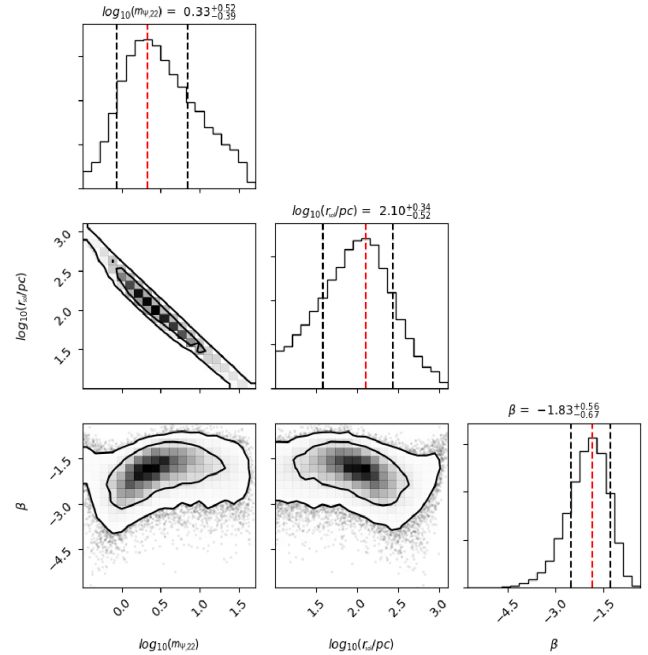 log₁₀(mψ,₂₂) = 0.33+0.52 −0.39
log₁₀(r /pc) = 2.10+0.34 −0.52
3.0
2.5
2.0
1.5
log₁₀(r /pc)
β = −1.83+0.56 −0.67
−1.5
−3.0
−4.5
β
0.0 0.5 1.0 1.5 1.5 2.0 2.5 3.0 −4.5 −3.0 −1.5
log₁₀(mψ,₂₂) log₁₀(r /pc) β